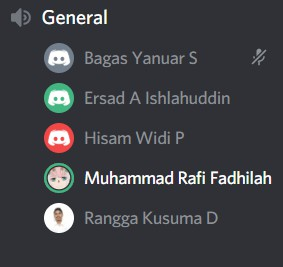 General
Bagas Yanuar S
Ersad A Ishlahuddin
Hisam Widi P
Muhammad Rafi Fadhilah
Rangga Kusuma D